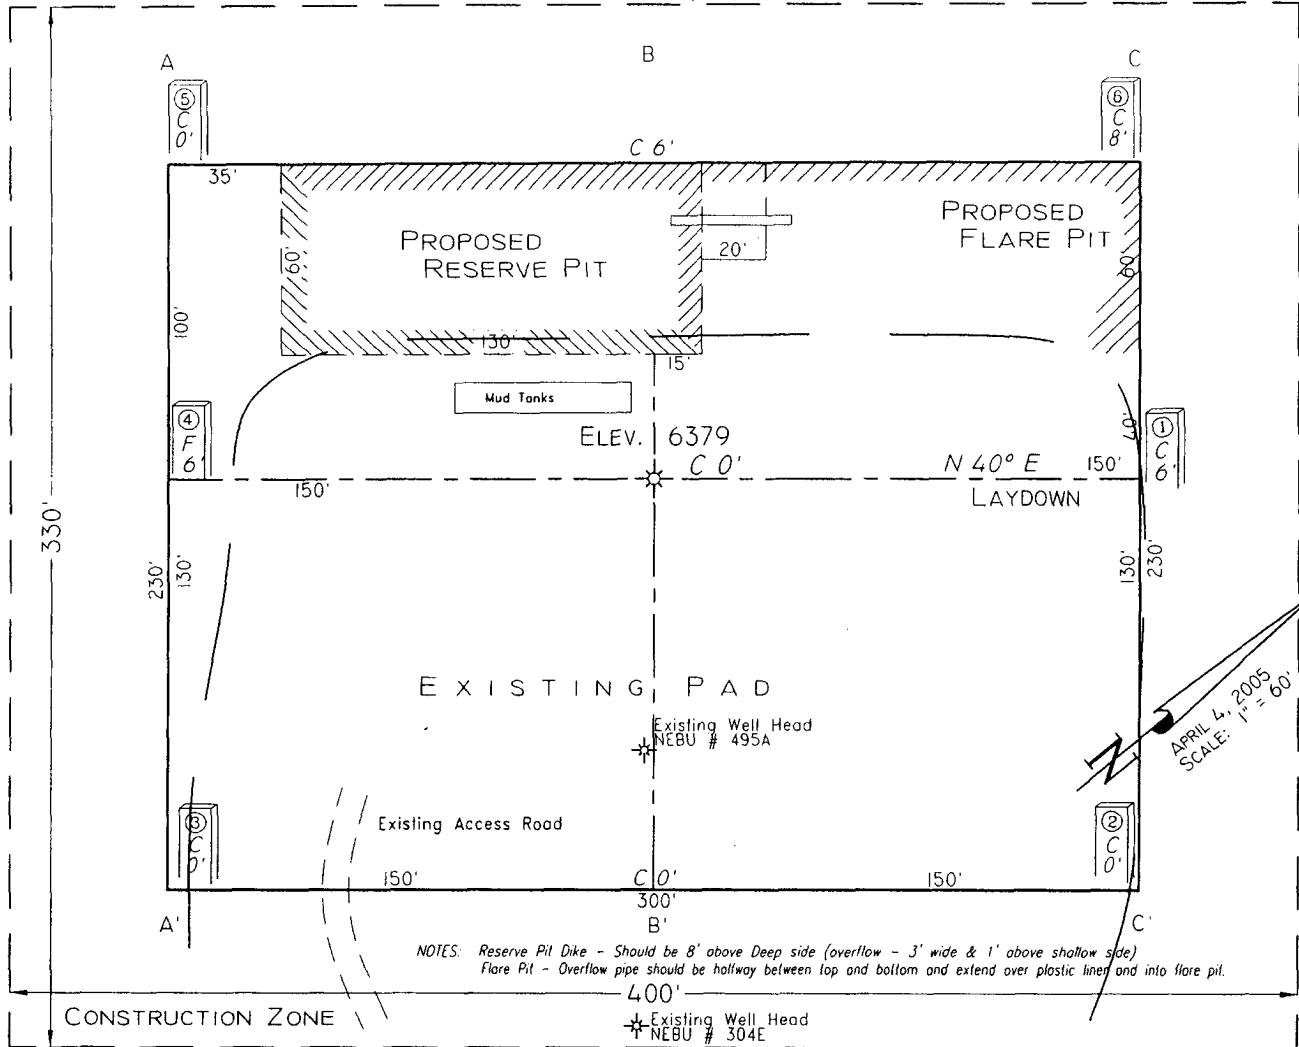 A
B
C
⑤
C
0'
⑥
C
8'
C 6'
35'
PROPOSED
RESERVE PIT
PROPOSED
FLARE PIT
60'
20'
60'
100'
130'
15'
Mud Tanks
④
F
6'
ELEV. 6379
C 0'
40'
①
C
6'
N 40° E
150'
150'
LAYDOWN
330'
230'
130'
130'
230'
EXISTING PAD
Existing Well Head
NEBU # 495A
N
APRIL 4, 2005
SCALE: 1" = 60'
③
C
0'
Existing Access Road
②
C
0'
150'
C 0'
150'
300'
A'
B'
C'
NOTES: Reserve Pit Dike - Should be 8' above Deep side (overflow - 3' wide & 1' above shallow side)
Flare Pit - Overflow pipe should be halfway between top and bottom and extend over plastic liner and into flare pit.
400'
CONSTRUCTION ZONE
Existing Well Head
NEBU # 304E